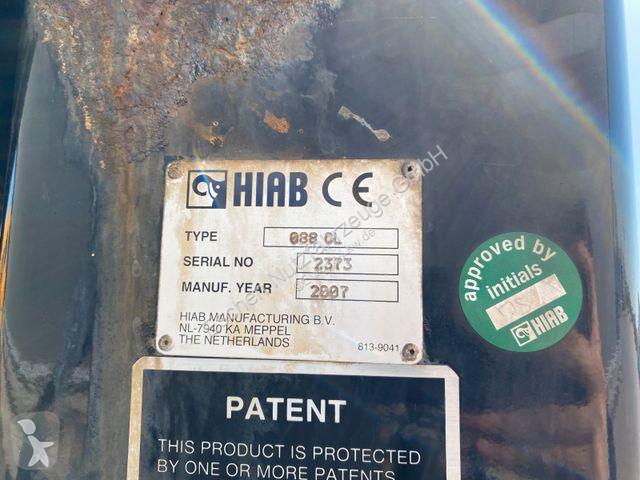 HIAB CE
TYPE 088 CL
SERIAL NO 2373
MANUF. YEAR 2007
HIAB MANUFACTURING B.V.
NL-7940 KA MEPPEL
THE NETHERLANDS
813-9041
approved by
initials
HIAB
PATENT
THIS PRODUCT IS PROTECTED
BY ONE OR MORE PATENTS